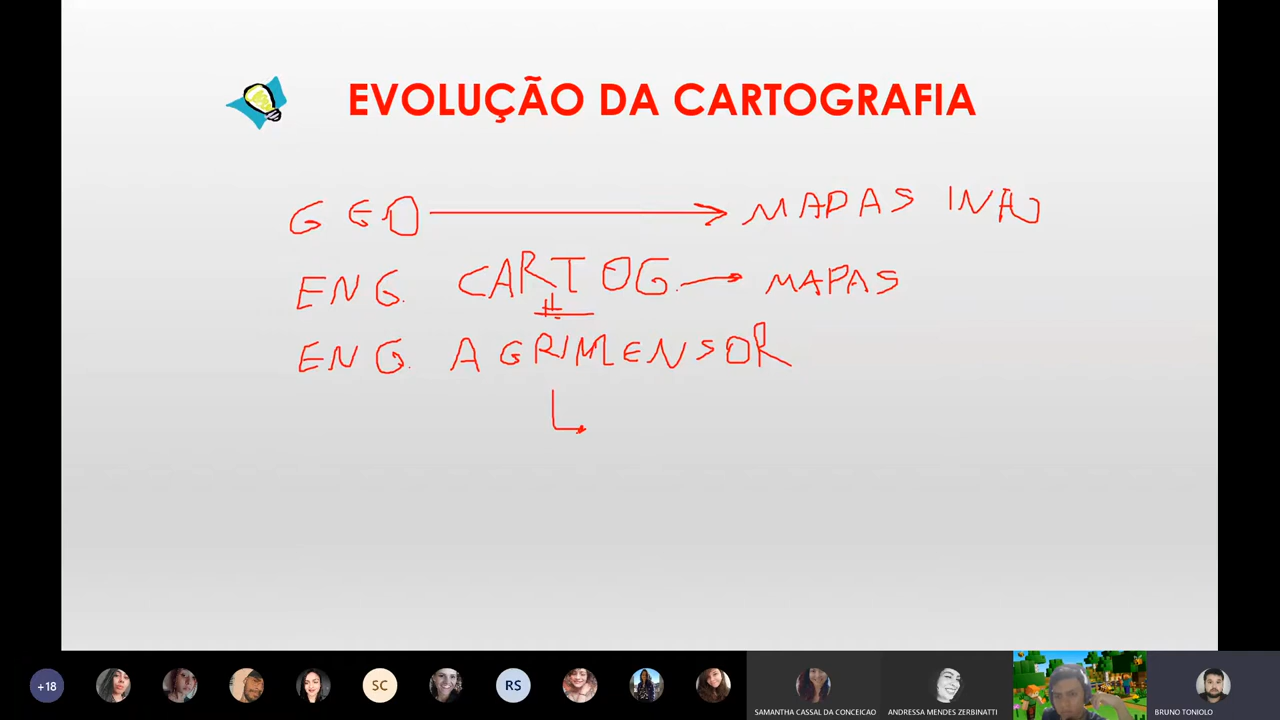 EVOLUÇÃO DA CARTOGRAFIA
GEO → MAPAS
ENG. CARTOG. → MAPAS
ENG. AGRIMENSOR
+18
SC
RS
SAMANTHA CASSAL DA CONCEICAO
ANDRESSA MENDES ZERBINATTI
BRUNO TONIOLO